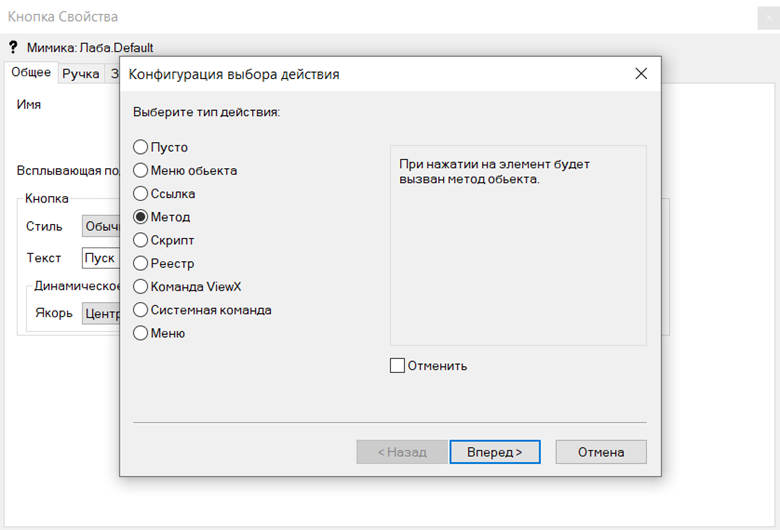 Кнопка Свойства
? Мимика: Лаба.Default
Общее Ручка З
Имя
Всплывающая по
Кнопка
Стиль Обыч
Текст Пуск
Динамическое
Якорь Центр
Конфигурация выбора действия
Выберите тип действия:
Пусто
Меню обьекта
Ссылка
Метод
Скрипт
Реестр
Команда ViewX
Системная команда
Меню
При нажатии на элемент будет
вызван метод обьекта.
Отменить
< Назад Вперед > Отмена